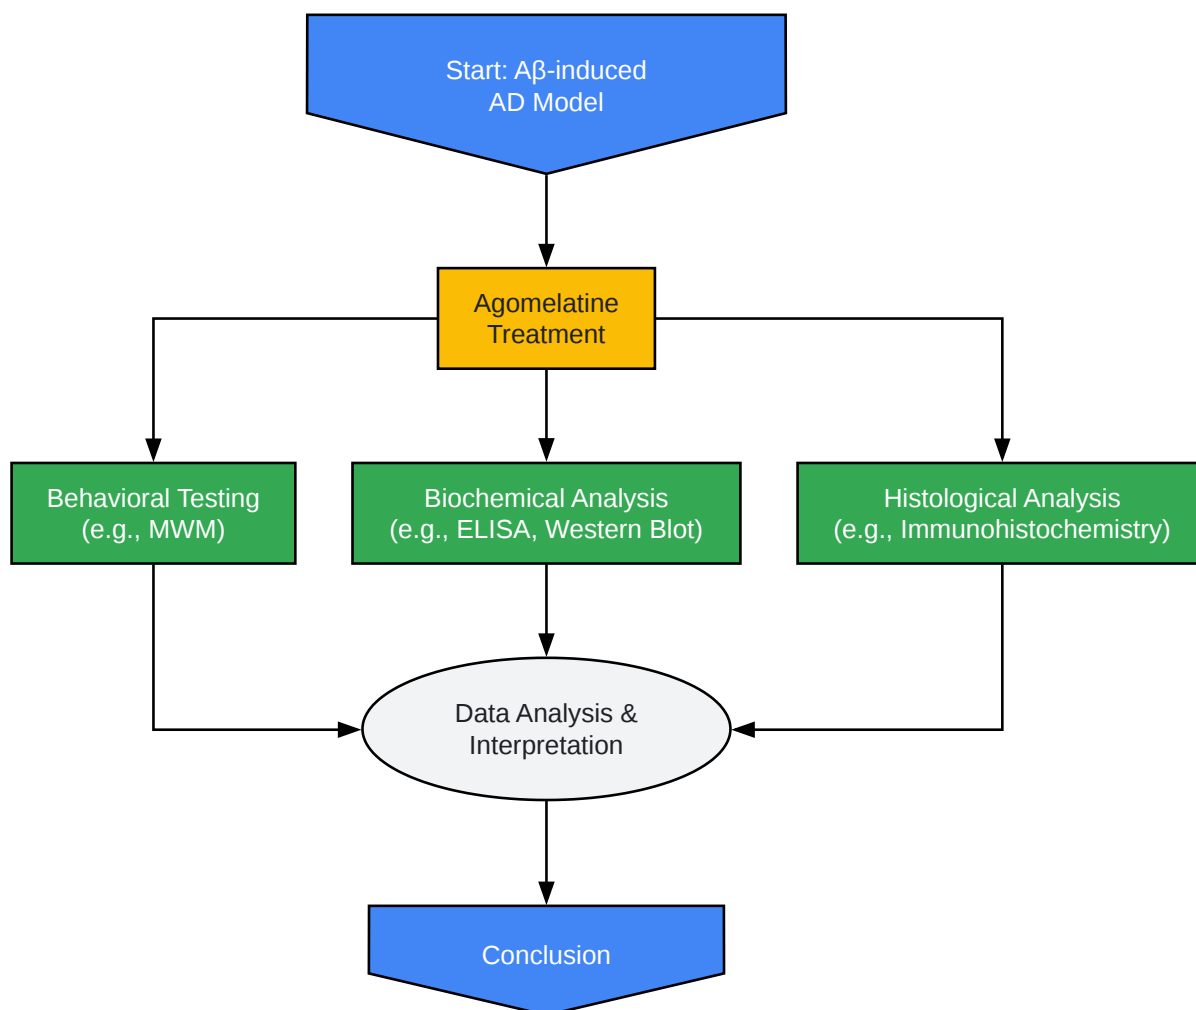 Start: Aβ-induced
AD Model
Agomelatine
Treatment
Behavioral Testing
(e.g., MWM)
Biochemical Analysis
(e.g., ELISA, Western Blot)
Histological Analysis
(e.g., Immunohistochemistry)
Data Analysis &
Interpretation
Conclusion